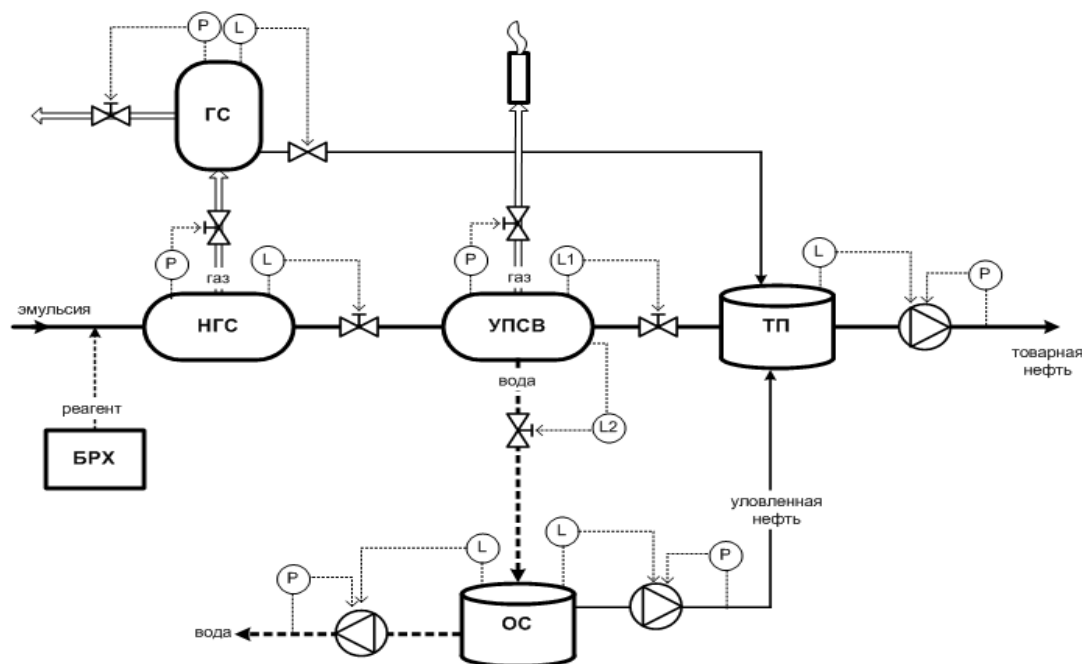 P
L
ГС
P
газ
L
P
газ
L1
L
P
эмульсия
НГС
УПСВ
ТП
товарная
нефть
вода
реагент
L2
БРХ
уловленная
нефть
L
L
P
P
ОС
вода